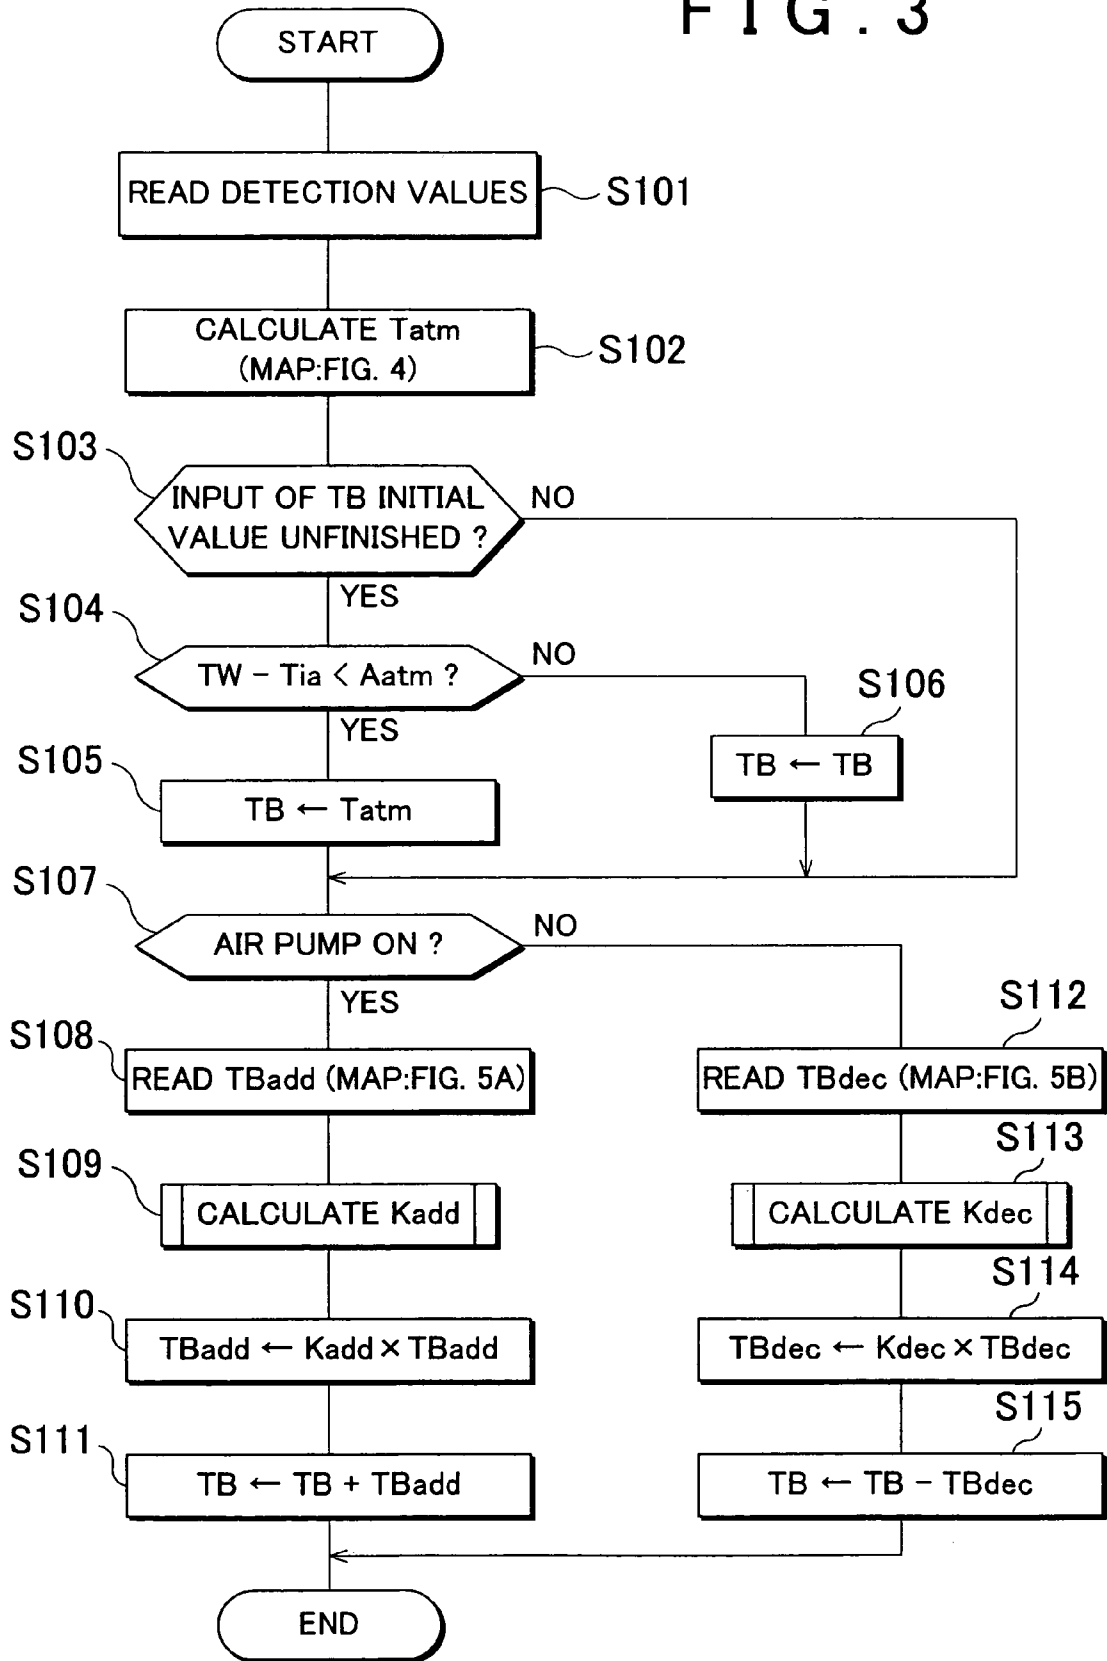 FIG.3
START
READ DETECTION VALUES
S101
CALCULATE Tatm
(MAP:FIG. 4)
S102
S103
INPUT OF TB INITIAL
VALUE UNFINISHED ?
NO
YES
S104
TW - Tia < Aatm ?
NO
YES
S106
TB ← TB
S105
TB ← Tatm
S107
AIR PUMP ON ?
NO
YES
S108
READ TBadd (MAP:FIG. 5A)
S112
READ TBdec (MAP:FIG. 5B)
S109
CALCULATE Kadd
S113
CALCULATE Kdec
S110
TBadd ← Kadd × TBadd
S114
TBdec ← Kdec × TBdec
S111
TB ← TB + TBadd
S115
TB ← TB - TBdec
END